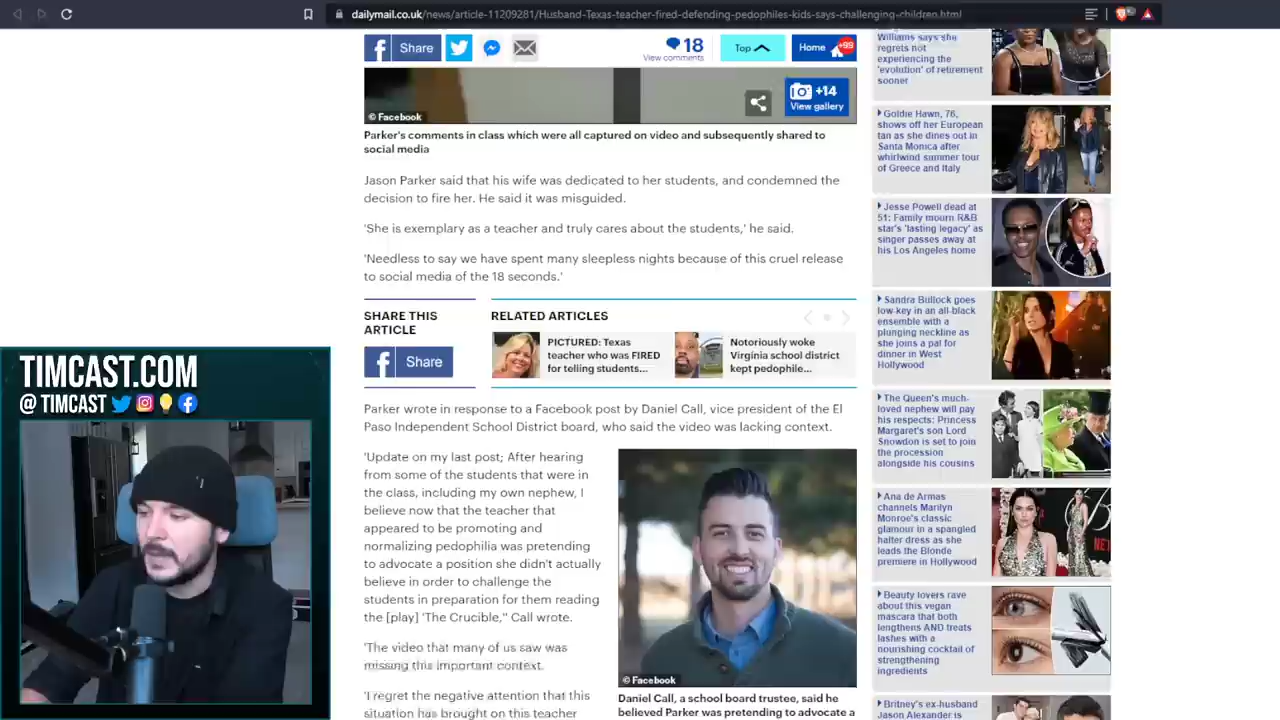 dailymail.co.uk/news/article-11209281/Husband-Texas-teacher-fired-defending-pedophiles-kids-says-challenging-children.html
Share
18
View comments
Top
Home
+99
+14
View gallery
© Facebook
Parker's comments in class which were all captured on video and subsequently shared to
social media
Jason Parker said that his wife was dedicated to her students, and condemned the
decision to fire her. He said it was misguided.
'She is exemplary as a teacher and truly cares about the students,' he said.
'Needless to say we have spent many sleepless nights because of this cruel release
to social media of the 18 seconds.'
SHARE THIS
ARTICLE
Share
RELATED ARTICLES
PICTURED: Texas
teacher who was FIRED
for telling students...
Notoriously woke
Virginia school district
kept pedophile...
Parker wrote in response to a Facebook post by Daniel Call, vice president of the El
Paso Independent School District board, who said the video was lacking context.
'Update on my last post; After hearing
from some of the students that were in
the class, including my own nephew, I
believe now that the teacher that
appeared to be promoting and
normalizing pedophilia was pretending
to advocate a position she didn't actually
believe in order to challenge the
students in preparation for them reading
the [play] 'The Crucible,'' Call wrote.
'The video that many of us saw was
missing this important context.
'I regret the negative attention that this
situation has brought on this teacher
© Facebook
Daniel Call, a school board trustee, said he
believed Parker was pretending to advocate a
Williams says she
regrets not
experiencing the
'evolution' of retirement
sooner
Goldie Hawn, 76,
shows off her European
tan as she dines out in
Santa Monica after
whirlwind summer tour
of Greece and Italy
Jesse Powell dead at
51: Family mourn R&B
star's 'lasting legacy' as
singer passes away at
his Los Angeles home
Sandra Bullock goes
low-key in an all-black
ensemble with a
plunging neckline as
she joins a pal for
dinner in West
Hollywood
The Queen's much-
loved nephew will pay
his respects: Princess
Margaret's son Lord
Snowdon is set to join
the procession
alongside his cousins
Ana de Armas
channels Marilyn
Monroe's classic
glamour in a spangled
halter dress as she
leads the Blonde
premiere in Hollywood
NET
Beauty lovers rave
about this vegan
mascara that both
lengthens AND treats
lashes with a
nourishing cocktail of
strengthening
ingredients
Britney's ex-husband
Jason Alexander is
TIMCAST.COM
@ TIMCAST